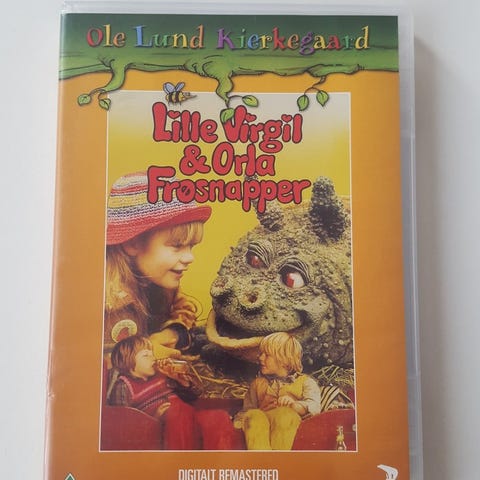 Ole Lund Kierkegaard
Lille Virgil
& Orla
Frøsnapper
DIGITALT REMASTERED